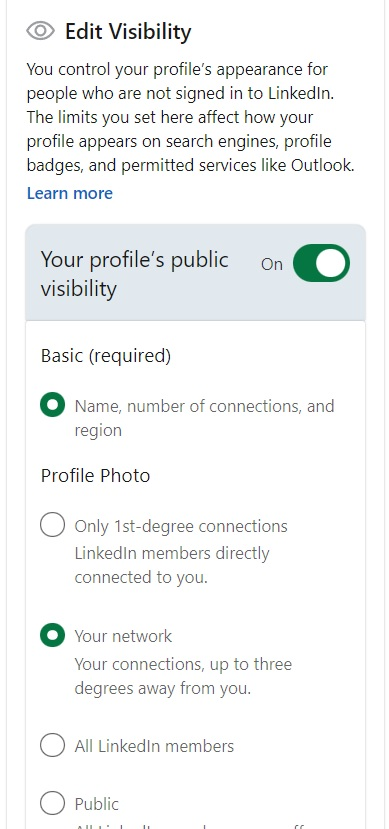 Edit Visibility
You control your profile’s appearance for
people who are not signed in to LinkedIn.
The limits you set here affect how your
profile appears on search engines, profile
badges, and permitted services like Outlook.
Learn more
Your profile’s public
visibility
On
Basic (required)
Name, number of connections, and
region
Profile Photo
Only 1st-degree connections
LinkedIn members directly
connected to you.
Your network
Your connections, up to three
degrees away from you.
All LinkedIn members
Public